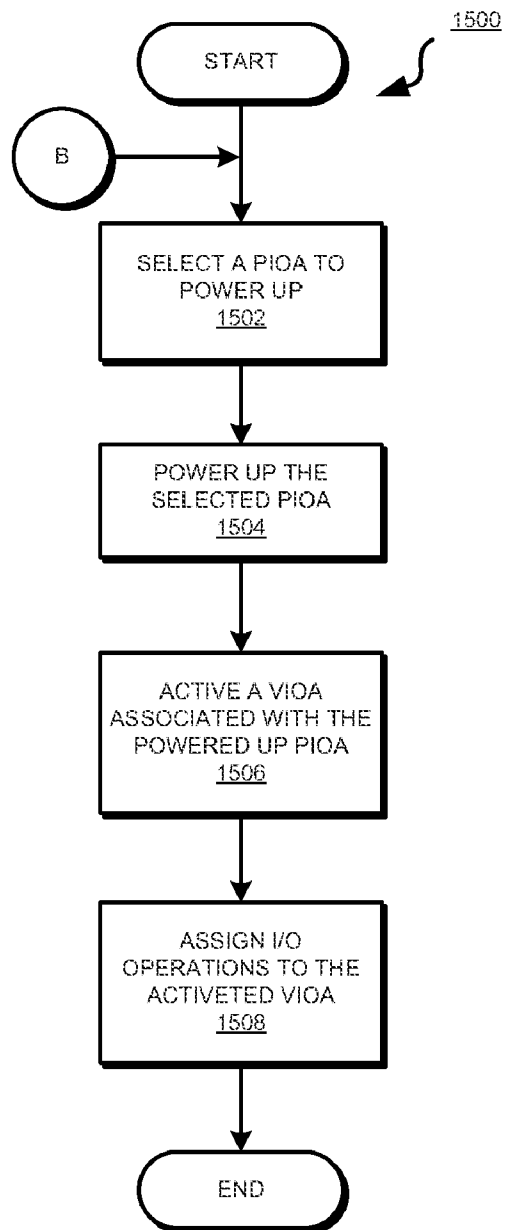 1500
START
B
SELECT A PIOA TO
POWER UP
1502
POWER UP THE
SELECTED PIOA
1504
ACTIVE A VIOA
ASSOCIATED WITH THE
POWERED UP PIOA
1506
ASSIGN I/O
OPERATIONS TO THE
ACTIVETED VIOA
1508
END